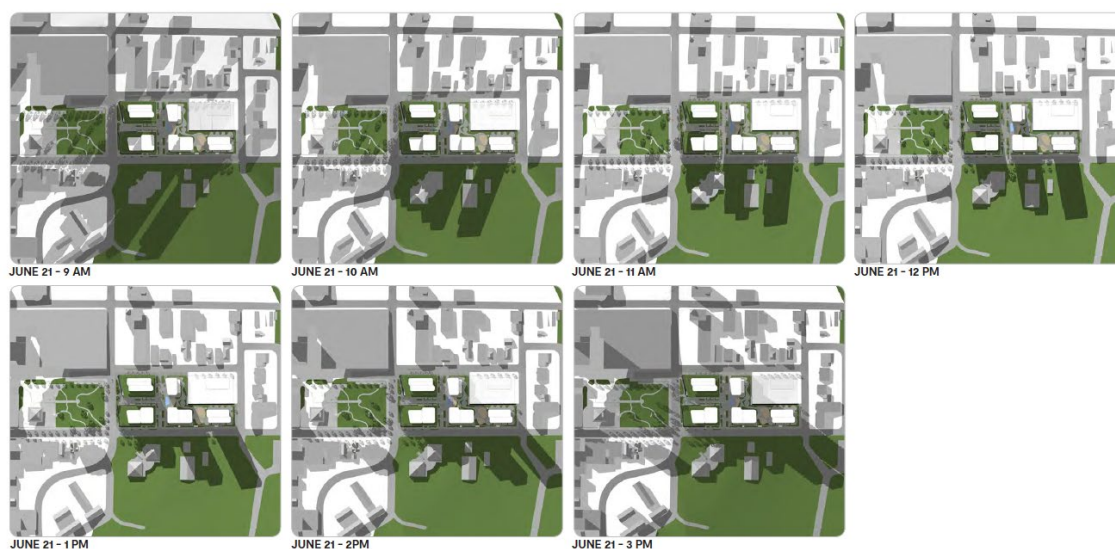 JUNE 21 - 9 AM
JUNE 21 - 10 AM
JUNE 21 - 11 AM
JUNE 21 - 12 PM
JUNE 21 - 1 PM
JUNE 21 - 2PM
JUNE 21 - 3 PM